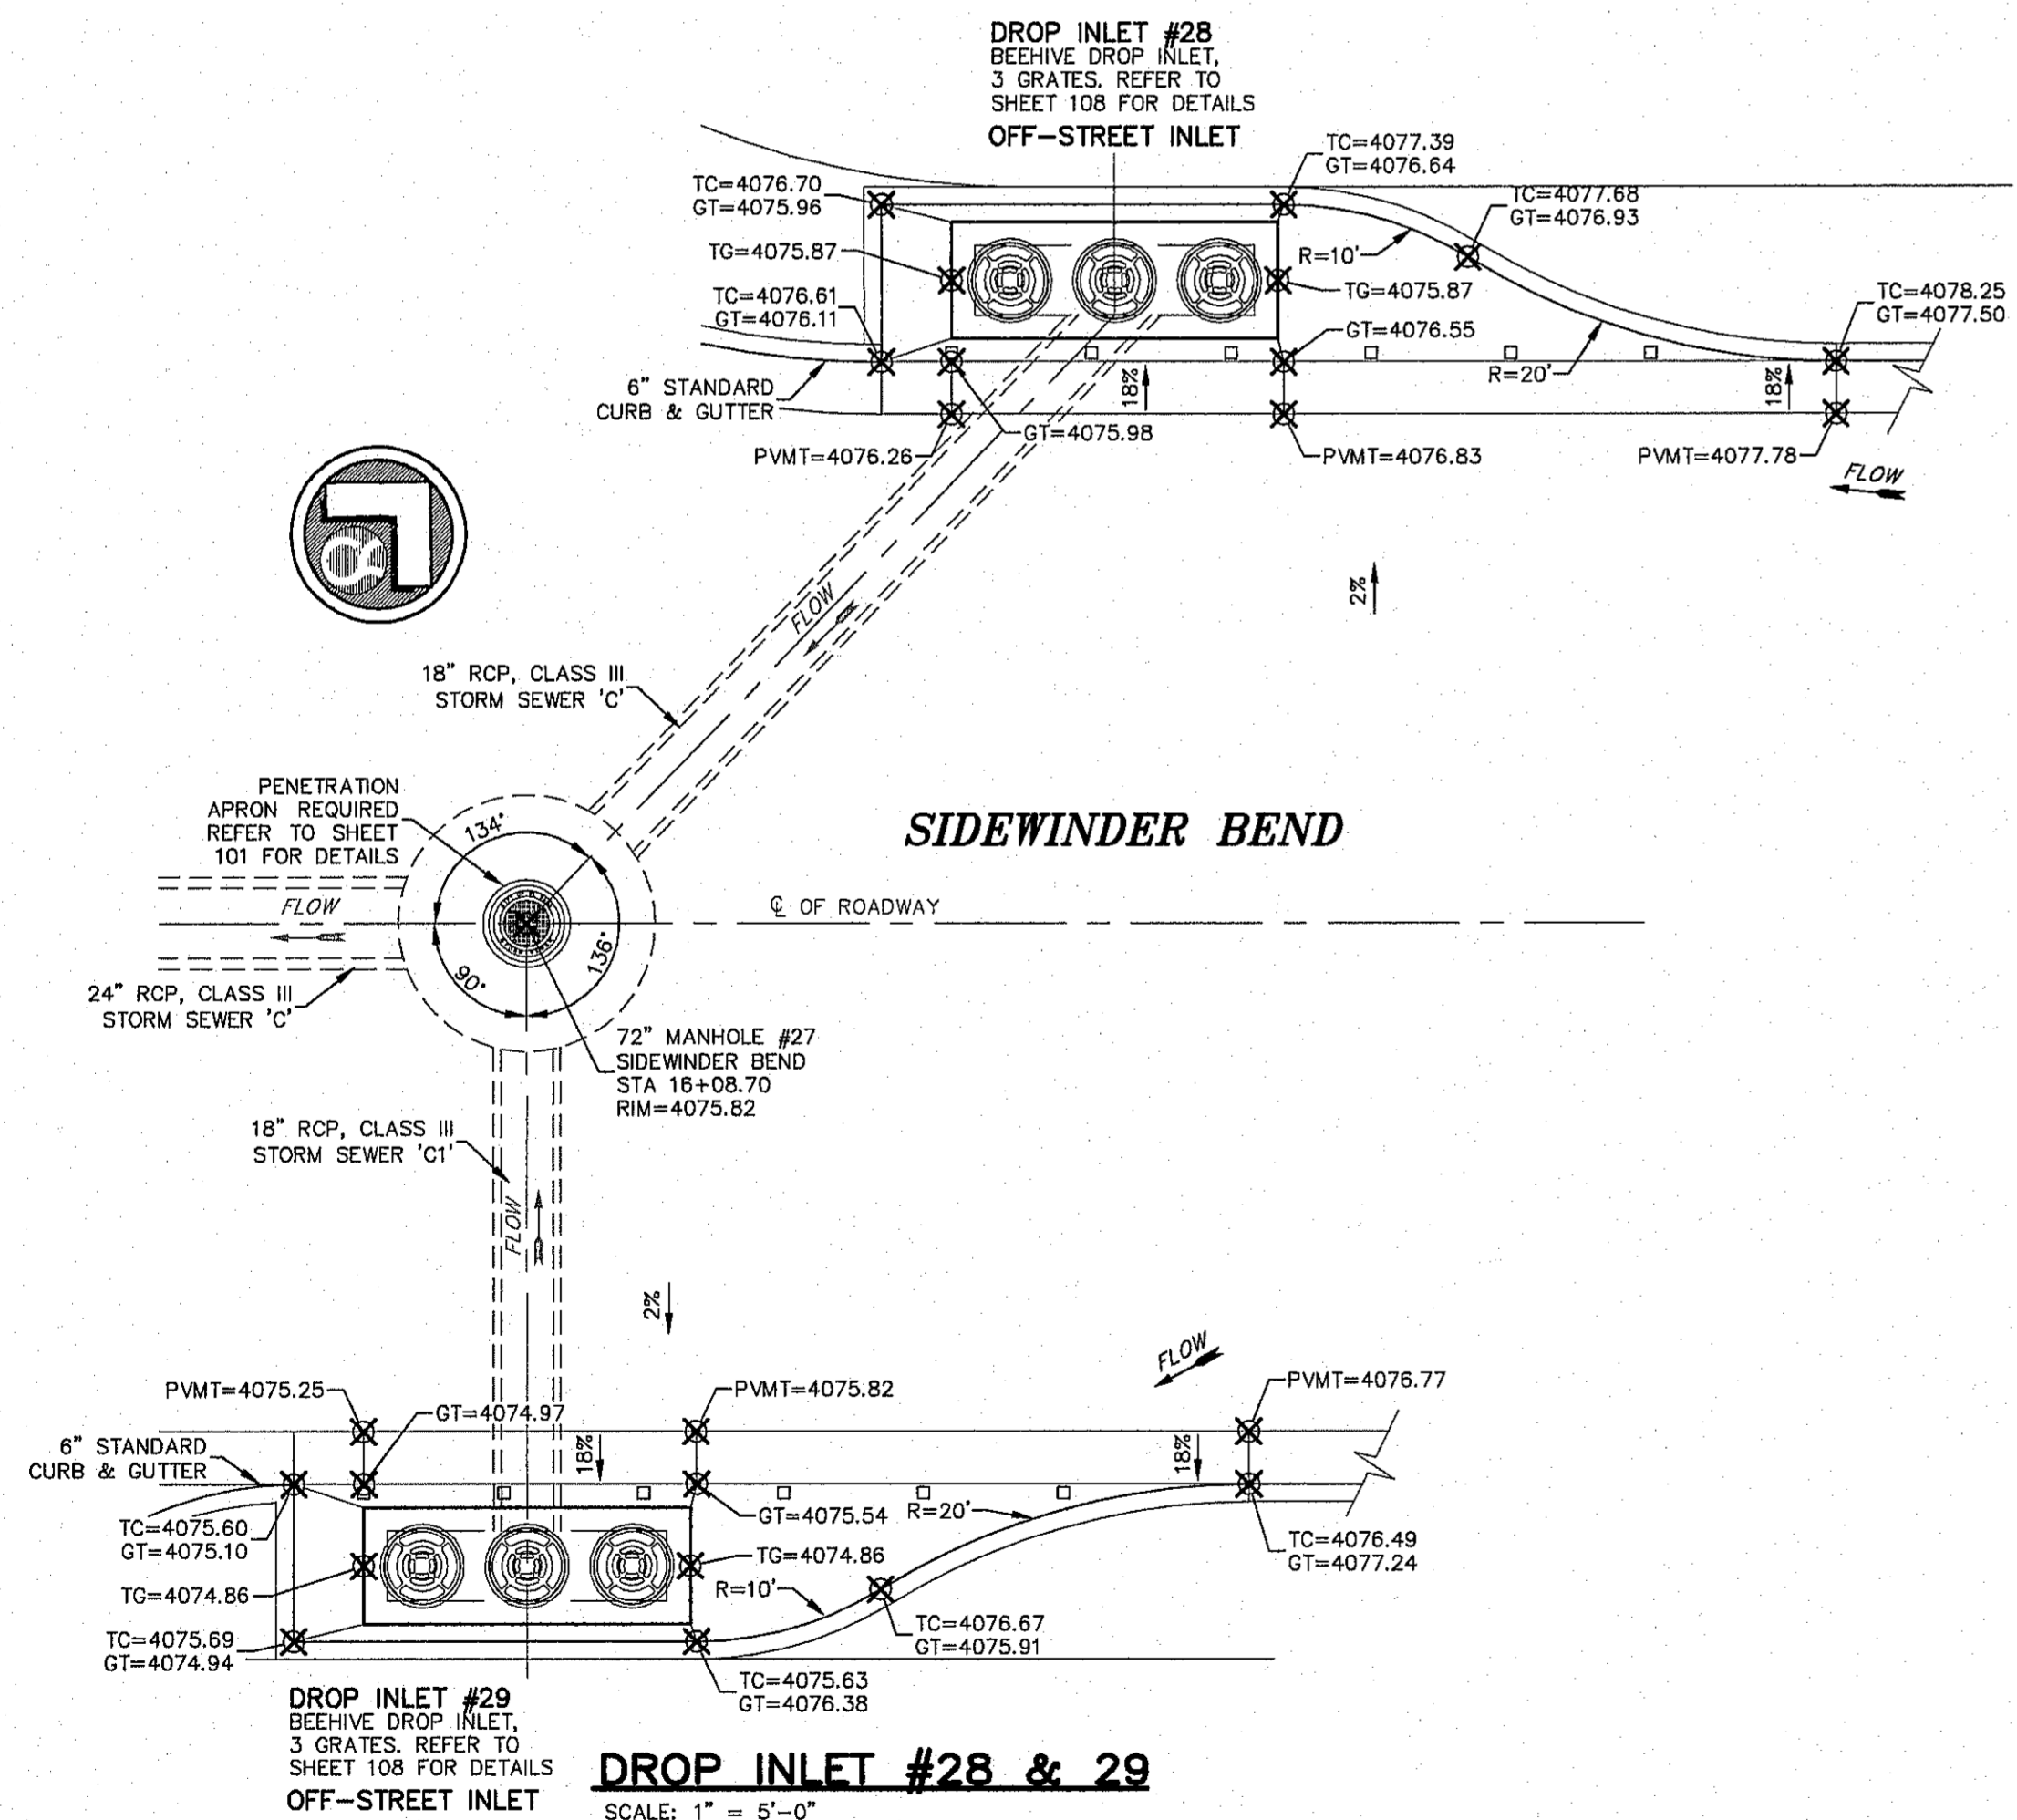 DROP INLET #28
BEEHIVE DROP INLET,
3 GRATES. REFER TO
SHEET 108 FOR DETAILS
OFF-STREET INLET
TC=4077.39
GT=4076.64
TC=4076.70
GT=4075.96
TC=4077.68
GT=4076.93
R=10'
TG=4075.87
TG=4075.87
TC=4076.61
GT=4076.11
TC=4078.25
GT=4077.50
GT=4076.55
R=20'
6" STANDARD
CURB & GUTTER
18%
18%
GT=4075.98
PVMT=4076.26
PVMT=4076.83
PVMT=4077.78
FLOW
2%
FLOW
18" RCP, CLASS III
STORM SEWER 'C'
PENETRATION
APRON REQUIRED
REFER TO SHEET
101 FOR DETAILS
134°
SIDEWINDER BEND
FLOW
℄ OF ROADWAY
136°
90°
24" RCP, CLASS III
STORM SEWER 'C'
72" MANHOLE #27
SIDEWINDER BEND
STA 16+08.70
RIM=4075.82
18" RCP, CLASS III
STORM SEWER 'C1'
FLOW
2%
FLOW
PVMT=4075.25
PVMT=4075.82
PVMT=4076.77
GT=4074.97
6" STANDARD
CURB & GUTTER
18%
18%
TC=4075.60
GT=4075.10
GT=4075.54
R=20'
TC=4076.49
GT=4077.24
TG=4074.86
TG=4074.86
R=10'
TC=4076.67
GT=4075.91
TC=4075.69
GT=4074.94
TC=4075.63
GT=4076.38
DROP INLET #29
BEEHIVE DROP INLET,
3 GRATES. REFER TO
SHEET 108 FOR DETAILS
OFF-STREET INLET
DROP INLET #28 & 29
SCALE: 1" = 5'-0"